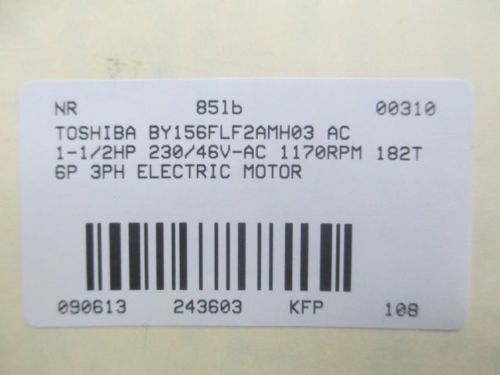 NR 85lb 00310
TOSHIBA BY156FLF2AMH03 AC
1-1/2HP 230/46V-AC 1170RPM 182T
6P 3PH ELECTRIC MOTOR
090613 243603 KFP 108